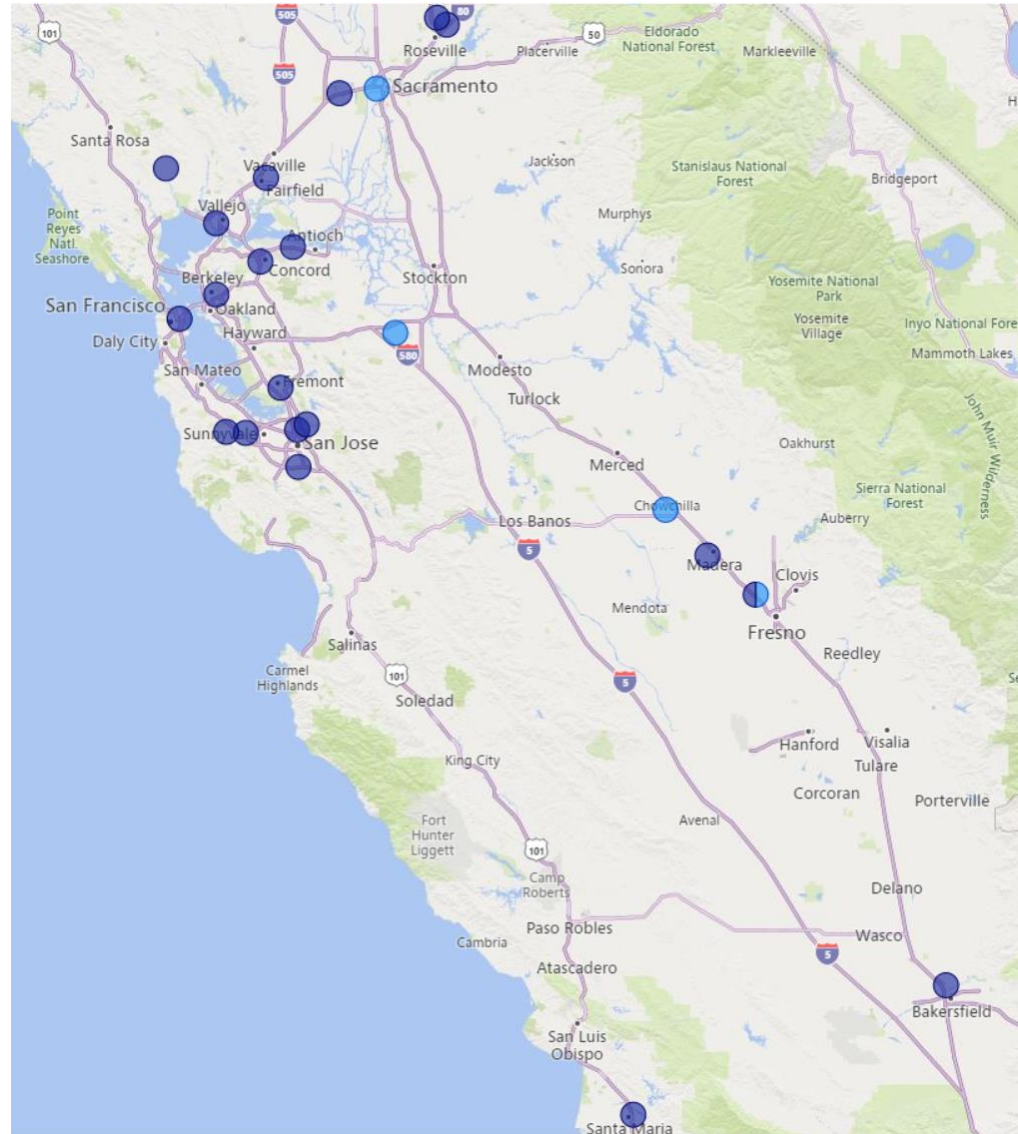 101
505
80
Roseville
Placerville
50
Eldorado
National Forest
Markleeville
505
Sacramento
H
Santa Rosa
Vacaville
Fairfield
Jackson
Stanislaus National
Forest
Bridgeport
Point
Reyes
Natl
Seashore
Vallejo
Antioch
Murphys
Berkeley
Concord
Stockton
Sonora
Yosemite National
Park
San Francisco
Oakland
Hayward
Yosemite
Village
Inyo National Fore
Daly City
580
Mammoth Lakes
San Mateo
Fremont
Modesto
Turlock
John Muir Wilderness
Sunnyvale
San Jose
Oakhurst
Merced
Sierra National
Forest
Chowchilla
Auberry
Los Banos
5
Madera
Clovis
Mendota
Fresno
Salinas
Reedley
Carmel
Highlands
101
5
Se
Soledad
Hanford
Visalia
Tulare
King City
Corcoran
Porterville
Fort
Hunter
Liggett
Avenal
101
Camp
Roberts
Delano
Paso Robles
Wasco
Cambria
5
Atascadero
Bakersfield
San Luis
Obispo
Santa Maria